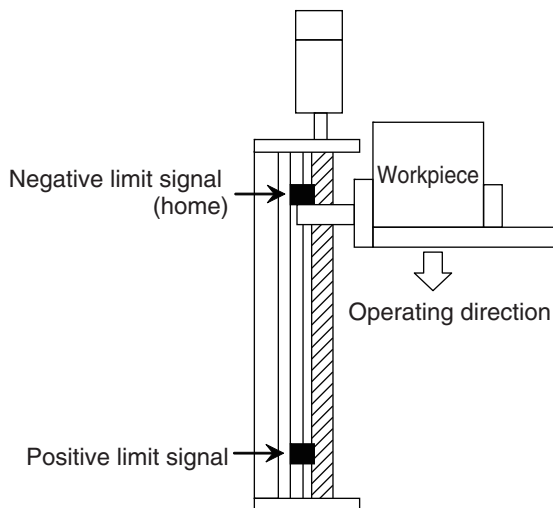 Negative limit signal
(home)
Workpiece
Operating direction
Positive limit signal